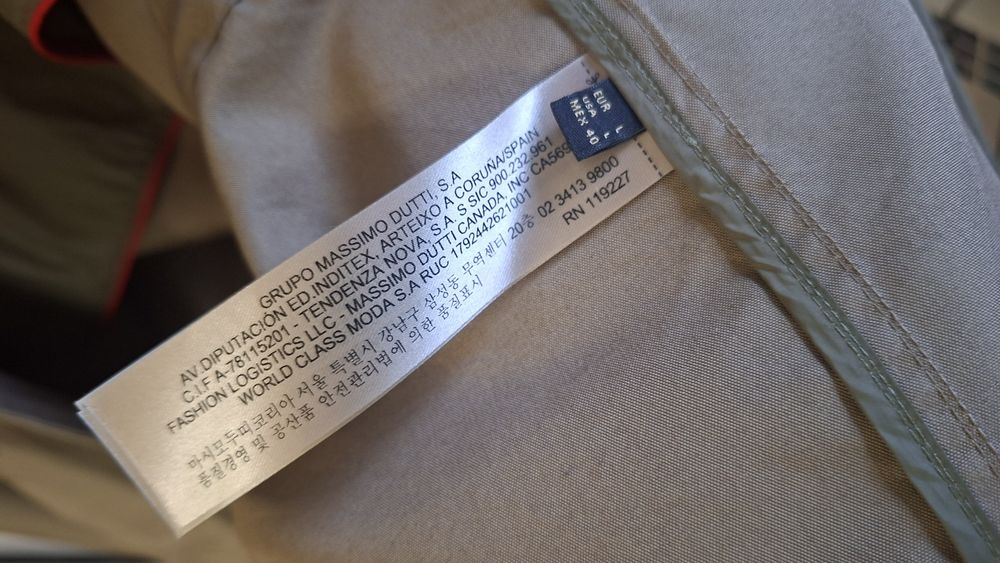 GRUPO MASSIMO DUTTI, S.A
AV.DIPUTACIÓN ED.INDITEX, ARTEIXO A CORUÑA/SPAIN
C.I.F A-78115201 - TENDENZA NOVA, S.A. S SIC 900.232.961
FASHION LOGISTICS LLC - MASSIMO DUTTI CANADA, INC CA569
WORLD CLASS MODA S.A RUC 1792442621001
마시모두띠코리아 서울 특별시 강남구 삼성동 무역센터 20층 02 3413 9800
품질경영 및 공산품 안전관리법에 의한 품질표시
RN 119227
EUR L
USA L
MEX 40